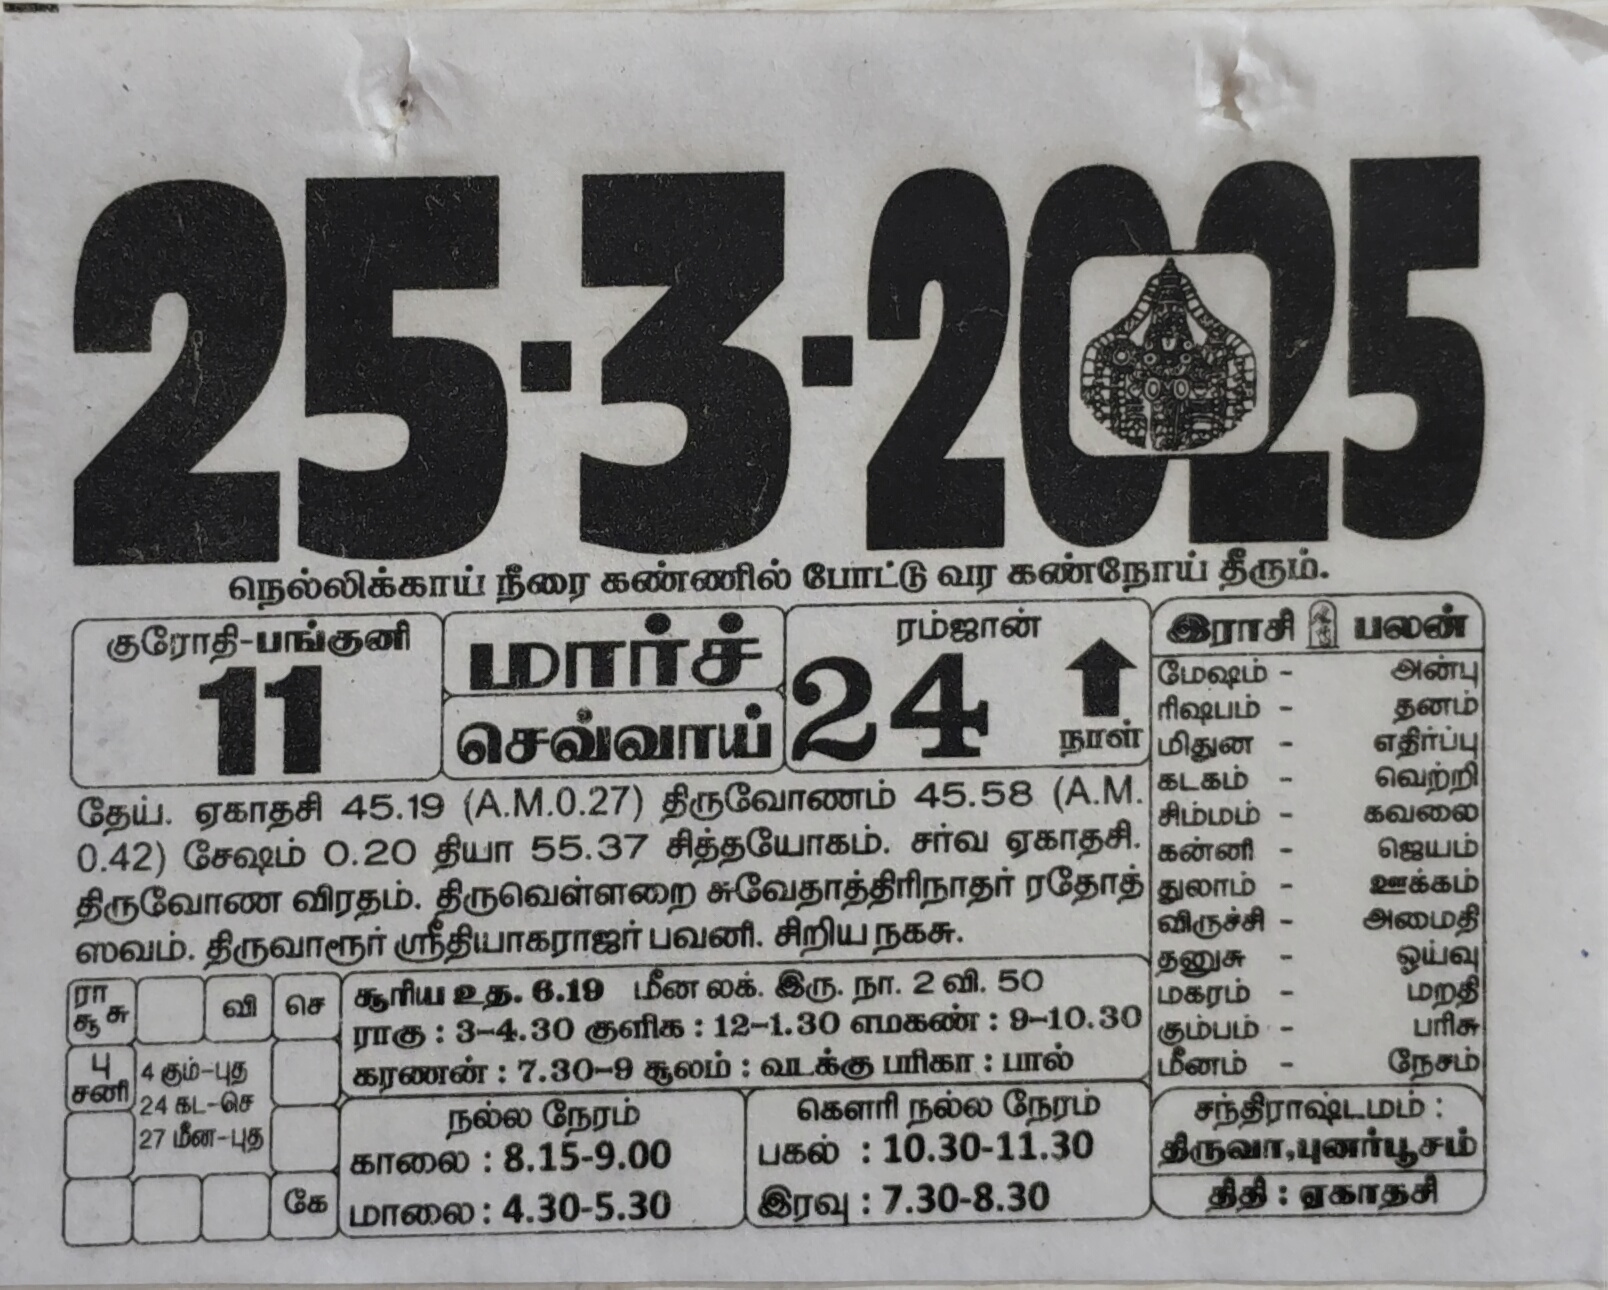 25-3-2025
நெல்லிக்காய் நீரை கண்ணில் போட்டு வர கண்நோய் தீரும்.
குரோதி-பங்குனி
11
மார்ச்
செவ்வாய்
ரம்ஜான்
24
நாள்
தேய். ஏகாதசி 45.19 (A.M.0.27) திருவோணம் 45.58 (A.M.
0.42) சேஷம் 0.20 தியா 55.37 சித்தயோகம். சர்வ ஏகாதசி.
திருவோண விரதம். திருவெள்ளறை சுவேதாத்திரிநாதர் ரதோத்
ஸவம். திருவாரூர் ஸ்ரீதியாகராஜர் பவனி. சிறிய நகசு.
ரா
சூ சு
வி
செ
பு
சனி
4 கும்-புத
24 கட-செ
27 மீன-புத
கே
சூரிய உத. 6.19 மீன லக். இரு. நா. 2 வி. 50
ராகு : 3-4.30 குளிக : 12-1.30 எமகண் : 9-10.30
கரணன் : 7.30-9 சூலம் : வடக்கு பரிகா : பால்
நல்ல நேரம்
காலை : 8.15-9.00
மாலை : 4.30-5.30
கௌரி நல்ல நேரம்
பகல் : 10.30-11.30
இரவு : 7.30-8.30
இராசி பலன்
மேஷம் - அன்பு
ரிஷபம் - தனம்
மிதுன - எதிர்ப்பு
கடகம் - வெற்றி
சிம்மம் - கவலை
கன்னி - ஜெயம்
துலாம் - ஊக்கம்
விருச்சி - அமைதி
தனுசு - ஓய்வு
மகரம் - மறதி
கும்பம் - பரிசு
மீனம் - நேசம்
சந்திராஷ்டமம் :
திருவா,புனர்பூசம்
திதி : ஏகாதசி